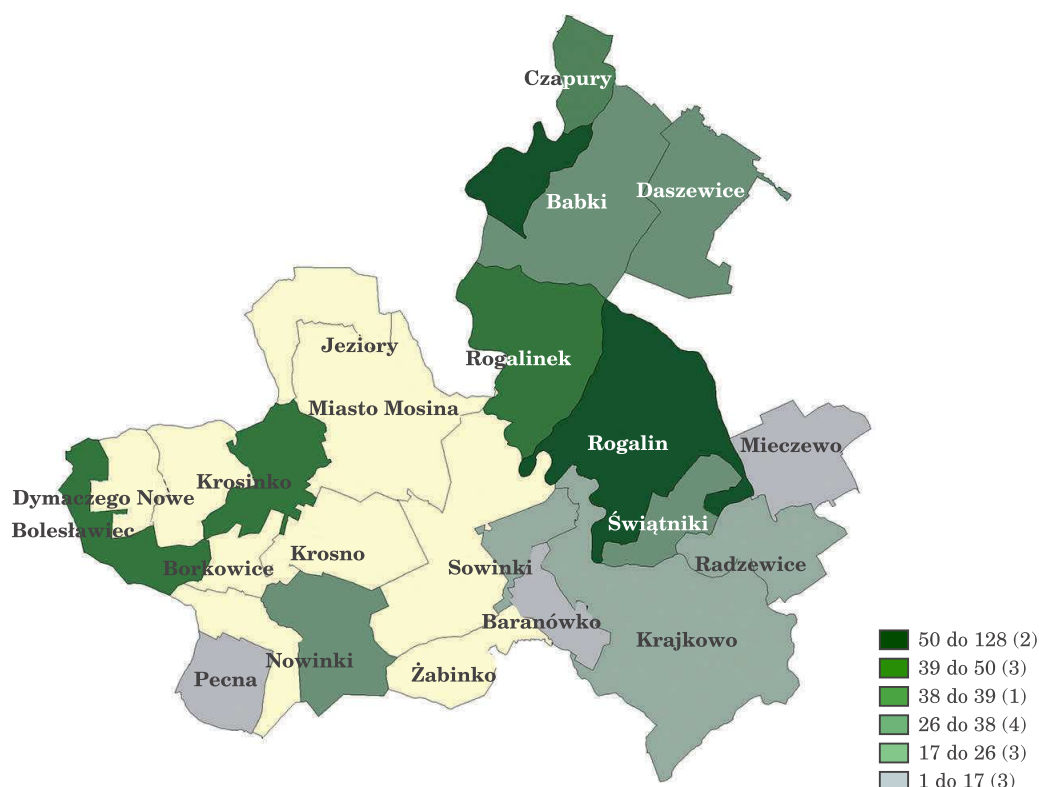 Czapury
Babki
Daszewice
Jeziory
Rogalinek
Miasto Mosina
Rogalin
Mieczewo
Krosinko
Dymaczego Nowe
Bolesławiec
Świątniki
Krosno
Borkowice
Sowinki
Radzewice
Baranówko
Krajkowo
Nowinki
Pecna
Żabinko
50 do 128 (2)
39 do 50 (3)
38 do 39 (1)
26 do 38 (4)
17 do 26 (3)
1 do 17 (3)